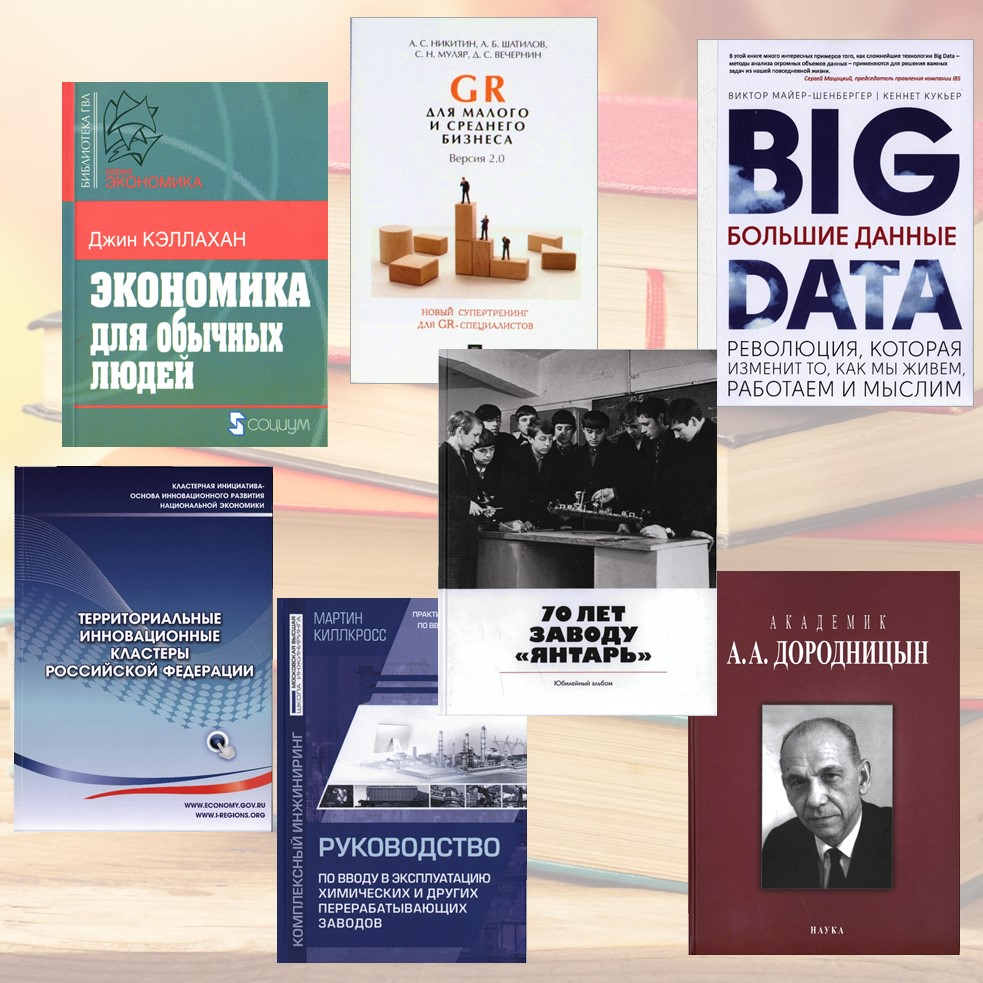 БИБЛИОТЕКА ГВЛ
ЭКОНОМИКА
Джин КЭЛЛАХАН
ЭКОНОМИКА
для обычных
людей
социум
А. С. НИКИТИН, А. Б. ШАТИЛОВ,
С. Н. МУЛЯР, Д. С. ВЕЧЕРНИН
GR
ДЛЯ МАЛОГО
И СРЕДНЕГО
БИЗНЕСА
Версия 2.0
НОВЫЙ СУПЕРТРЕНИНГ
ДЛЯ GR-СПЕЦИАЛИСТОВ
В этой книге много интересных примеров того, как сложнейшие технологии Big Data –
методы анализа огромных объемов данных – применяются для решения важных
задач из нашей повседневной жизни.
Сергей Мацоцкий, председатель правления компании IBS
ВИКТОР МАЙЕР-ШЕНБЕРГЕР | КЕННЕТ КУКЬЕР
BIG
БОЛЬШИЕ ДАННЫЕ
DATA
РЕВОЛЮЦИЯ, КОТОРАЯ
ИЗМЕНИТ ТО, КАК МЫ ЖИВЕМ,
РАБОТАЕМ И МЫСЛИМ
КЛАСТЕРНАЯ ИНИЦИАТИВА-
ОСНОВА ИННОВАЦИОННОГО РАЗВИТИЯ
НАЦИОНАЛЬНОЙ ЭКОНОМИКИ
ТЕРРИТОРИАЛЬНЫЕ
ИННОВАЦИОННЫЕ
КЛАСТЕРЫ
РОССИЙСКОЙ ФЕДЕРАЦИИ
WWW.ECONOMY.GOV.RU
WWW.I-REGIONS.ORG
МОСКОВСКАЯ ВЫСШАЯ
ШКОЛА ИНЖИНИРИНГА
КОМПЛЕКСНЫЙ ИНЖИНИРИНГ
МАРТИН
КИЛЛКРОСС
ПРАКТИ
ПО ВВ
РУКОВОДСТВО
ПО ВВОДУ В ЭКСПЛУАТАЦИЮ
ХИМИЧЕСКИХ И ДРУГИХ
ПЕРЕРАБАТЫВАЮЩИХ
ЗАВОДОВ
70 ЛЕТ
ЗАВОДУ
«ЯНТАРЬ»
Юбилейный альбом
АКАДЕМИК
А. А. ДОРОДНИЦЫН
НАУКА